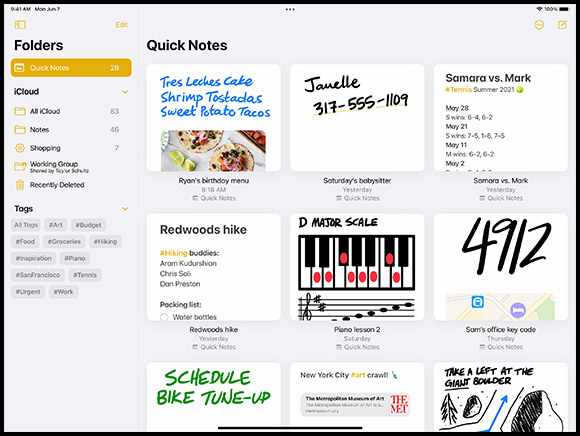 9:41 AM Mon Jun 7
Edit
Folders
Quick Notes 28
iCloud
All iCloud 83
Notes 46
Shopping 7
Working Group
Shared by Taylor Schultz
Recently Deleted
Tags
All Tags #Art #Budget
#Food #Groceries #Hiking
#Inspiration #Piano
#SanFrancisco #Tennis
#Urgent #Work
Quick Notes
Tres Leches Cake
Shrimp Tostadas
Sweet Potato Tacos
Ryan's birthday menu
9:18 AM
Quick Notes
Janelle
317-555-1109
Saturday's babysitter
Yesterday
Quick Notes
Samara vs. Mark
#Tennis Summer 2021
May 28
S wins: 6-4, 6-2
May 21
S wins: 7-5, 1-6, 7-5
May 11
M wins: 6-2, 6-2
May 2
Samara vs. Mark
Yesterday
Quick Notes
Redwoods hike
#Hiking buddies:
Aram Kudurshian
Chris Soli
Dan Preston
Packing list:
Water bottles
Redwoods hike
Yesterday
Quick Notes
D MAJOR SCALE
Piano lesson 2
Saturday
Quick Notes
4912
Sam's office key code
Thursday
Quick Notes
SCHEDULE
BIKE TUNE-UP
New York City #art crawl!
The Metropolitan Museum of Art
The Metropolitan Museum of Art is a...
metmuseum.org
THE
MET
TAKE A LEFT AT THE
GIANT BOULDER